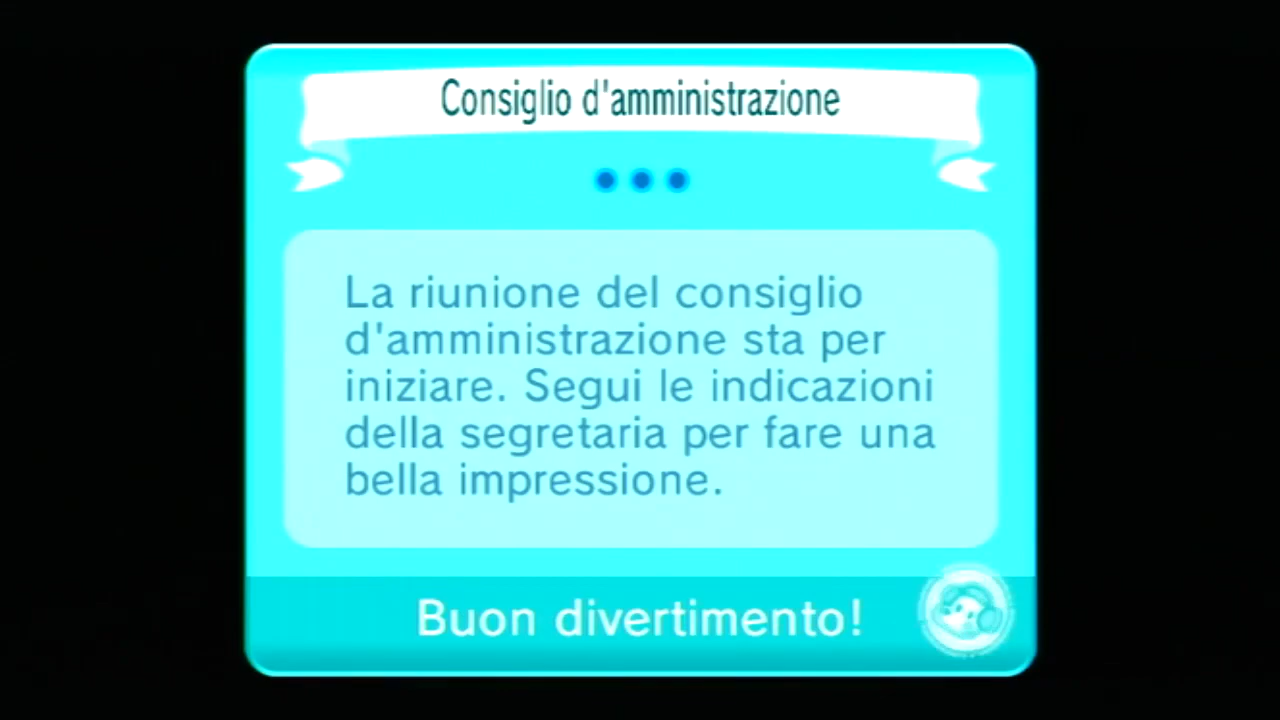 Consiglio d'amministrazione
La riunione del consiglio
d'amministrazione sta per
iniziare. Segui le indicazioni
della segretaria per fare una
bella impressione.
Buon divertimento!